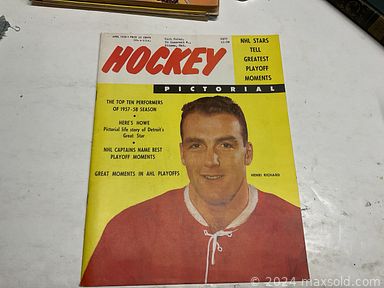 APRIL 1958
HOCKEY
PICTORIAL
NHL STARS
TELL
GREATEST
PLAYOFF
MOMENTS
THE TOP TEN PERFORMERS
OF 1957-58 SEASON
HERE'S HOWE
Pictorial life story of Detroit's
Great Star
NHL CAPTAINS NAME BEST
PLAYOFF MOMENTS
GREAT MOMENTS IN AHL PLAYOFFS
HENRI RICHARD
© 2024 maxsold.com